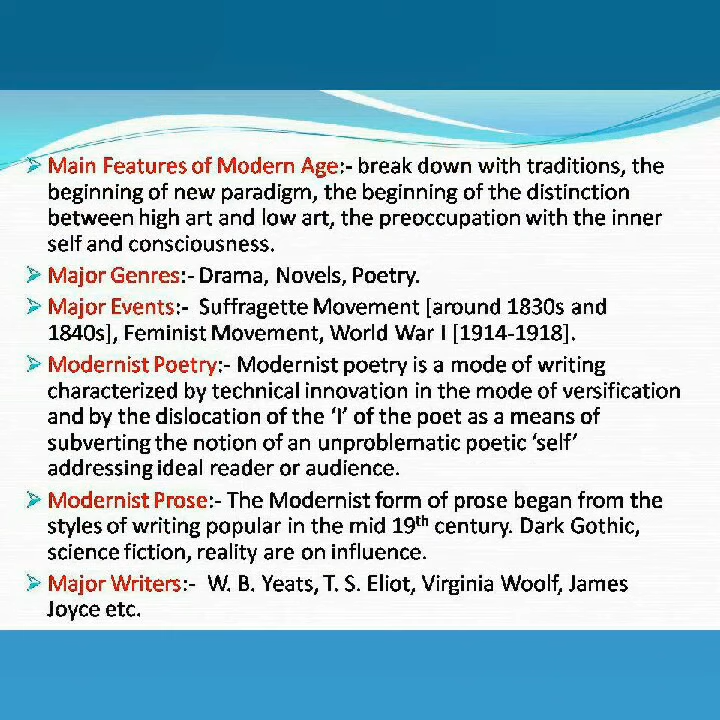 ➢ Main Features of Modern Age:- break down with traditions, the
beginning of new paradigm, the beginning of the distinction
between high art and low art, the preoccupation with the inner
self and consciousness.
➢ Major Genres:- Drama, Novels, Poetry.
➢ Major Events:- Suffragette Movement [around 1830s and
1840s], Feminist Movement, World War I [1914-1918].
➢ Modernist Poetry:- Modernist poetry is a mode of writing
characterized by technical innovation in the mode of versification
and by the dislocation of the ‘I’ of the poet as a means of
subverting the notion of an unproblematic poetic ‘self’
addressing ideal reader or audience.
➢ Modernist Prose:- The Modernist form of prose began from the
styles of writing popular in the mid 19th century. Dark Gothic,
science fiction, reality are on influence.
➢ Major Writers:- W. B. Yeats, T. S. Eliot, Virginia Woolf, James
Joyce etc.